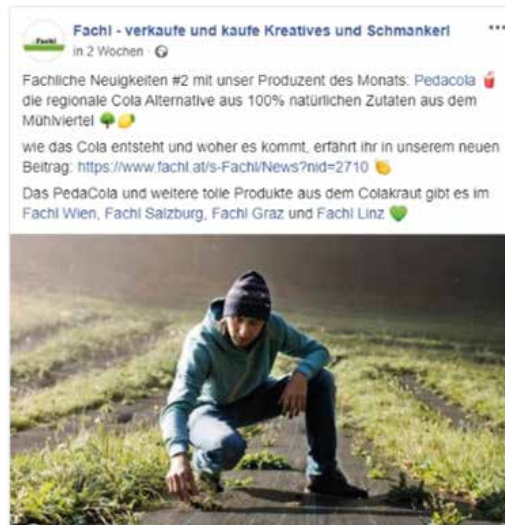 Fachl
Fachl - verkaufe und kaufe Kreatives und Schmankerl
in 2 Wochen ·
Fachliche Neuigkeiten #2 mit unser Produzent des Monats: Pedacola 🥤
die regionale Cola Alternative aus 100% natürlichen Zutaten aus dem
Mühlviertel 🌳🍋
wie das Cola entsteht und woher es kommt, erfährt ihr in unserem neuen
Beitrag: https://www.fachl.at/s-Fachl/News?nid=2710 👏
Das PedaCola und weitere tolle Produkte aus dem Colakraut gibt es im
Fachl Wien, Fachl Salzburg, Fachl Graz und Fachl Linz 💚